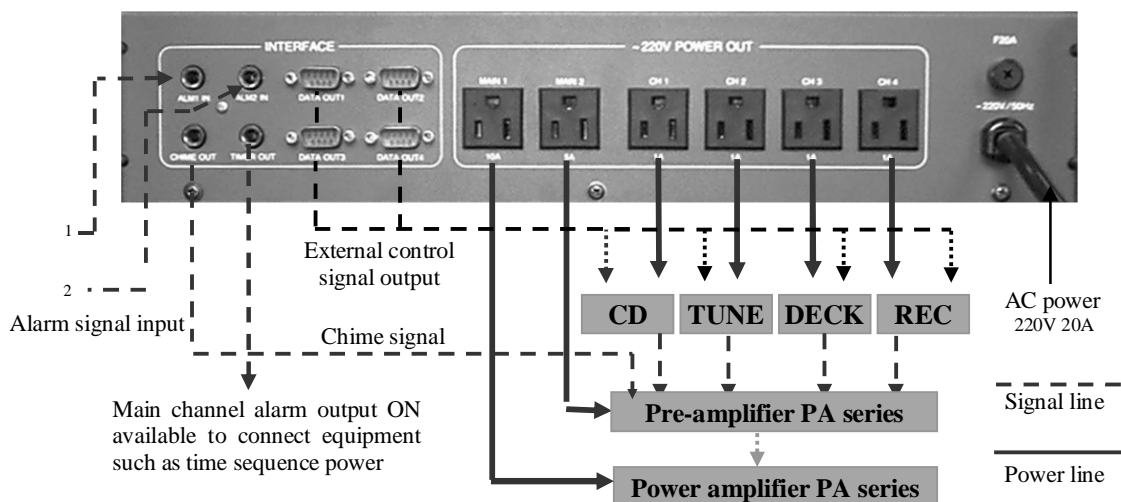 INTERFACE
~220V POWER OUT
F20A
MAIN 1
MAIN 2
CH 1
CH 2
CH 3
CH 4
ALM1 IN
ALM2 IN
DATA OUT1
DATA OUT2
~220V/50Hz
CHIME OUT
TIMER OUT
DATA OUT3
DATA OUT4
10A
5A
1A
1
External control
signal output
2
Alarm signal input
CD
TUNE
DECK
REC
AC power
220V 20A
Chime signal
Main channel alarm output ON
available to connect equipment
such as time sequence power
Pre-amplifier PA series
Signal line
Power amplifier PA series
Power line